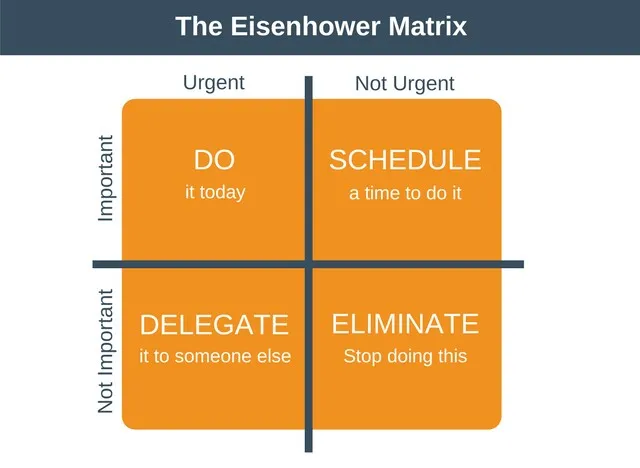 The Eisenhower Matrix
Urgent
Not Urgent
Important
DO
it today
SCHEDULE
a time to do it
Not Important
DELEGATE
it to someone else
ELIMINATE
Stop doing this